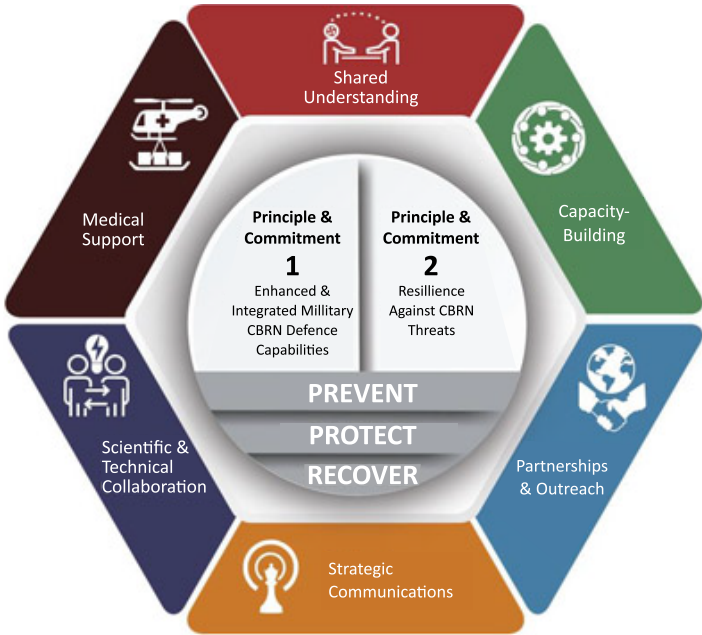 Shared
Understanding
Medical
Support
Capacity-
Building
Principle &
Commitment
1
Enhanced &
Integrated Millitary
CBRN Defence
Capabilities
Principle &
Commitment
2
Resillience
Against CBRN
Threats
PREVENT
PROTECT
RECOVER
Scientific &
Technical
Collaboration
Partnerships
& Outreach
Strategic
Communications